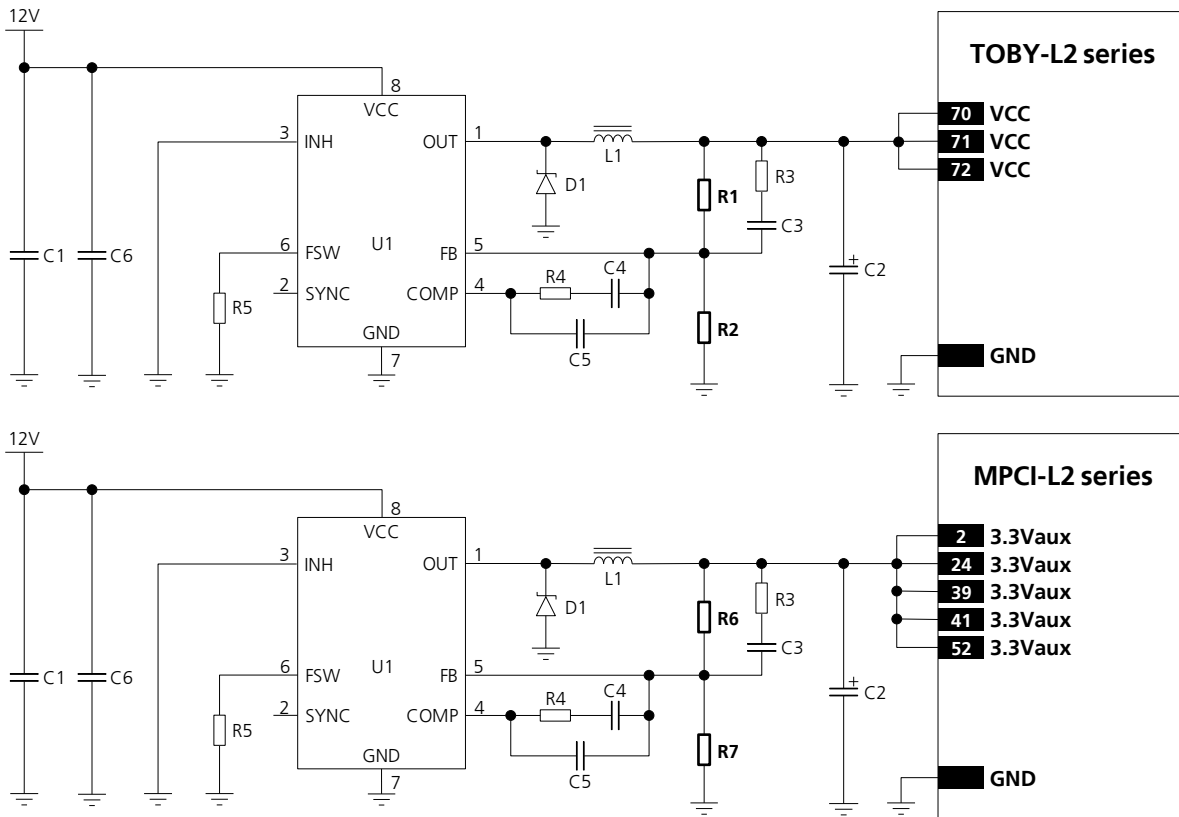 12V
TOBY-L2 series
8
VCC
70 VCC
3 INH
OUT 1
71 VCC
L1
72 VCC
D1
R1
R3
C3
C1
C6
6 FSW
U1
FB 5
C2
R5
2 SYNC
COMP 4
R4
C4
R2
GND
C5
7
GND
12V
MPCI-L2 series
8
VCC
2 3.3Vaux
3 INH
OUT 1
24 3.3Vaux
L1
39 3.3Vaux
D1
R6
R3
41 3.3Vaux
C3
52 3.3Vaux
C1
C6
6 FSW
U1
FB 5
C2
R5
2 SYNC
COMP 4
R4
C4
R7
GND
C5
7
GND